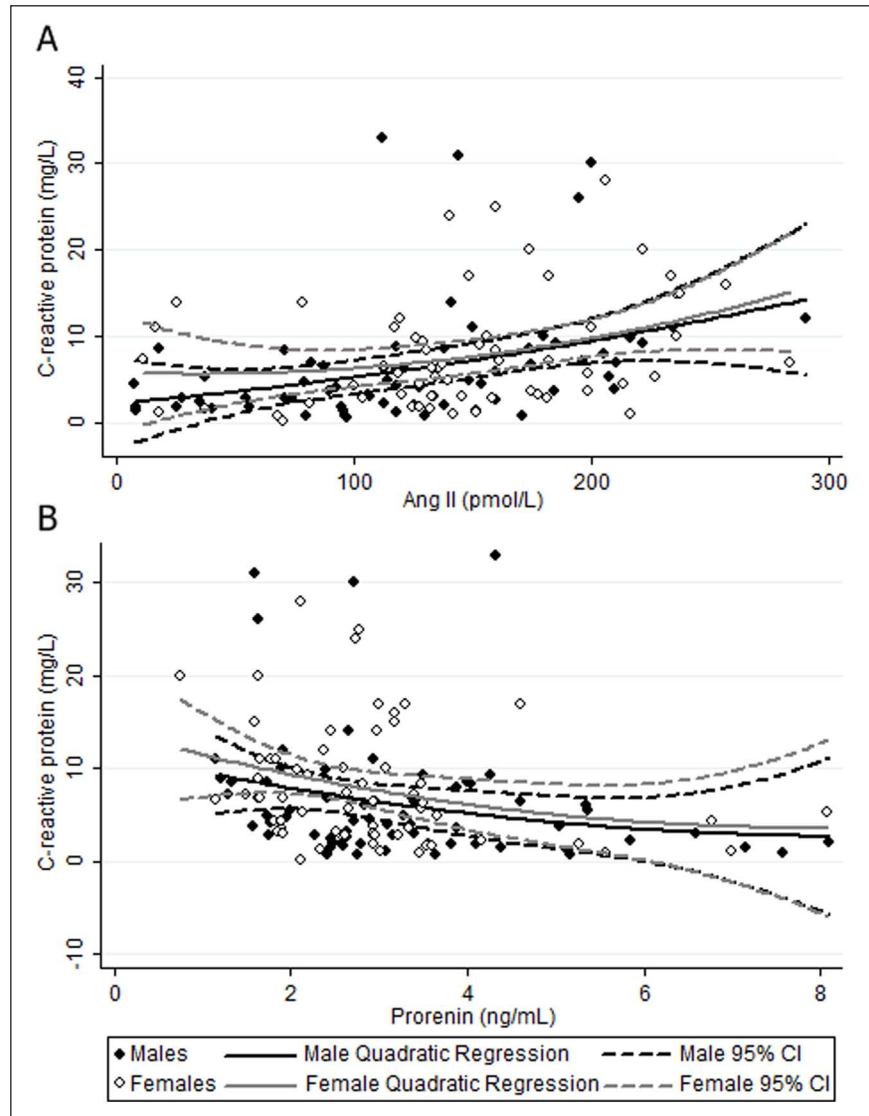 A
C-reactive protein (mg/L)
40
30
20
10
0
0 100 200 300
Ang II (pmol/L)
B
C-reactive protein (mg/L)
30
20
10
0
-10
0 2 4 6 8
Prorenin (ng/mL)
Males Male Quadratic Regression Male 95% CI
Females Female Quadratic Regression Female 95% CI